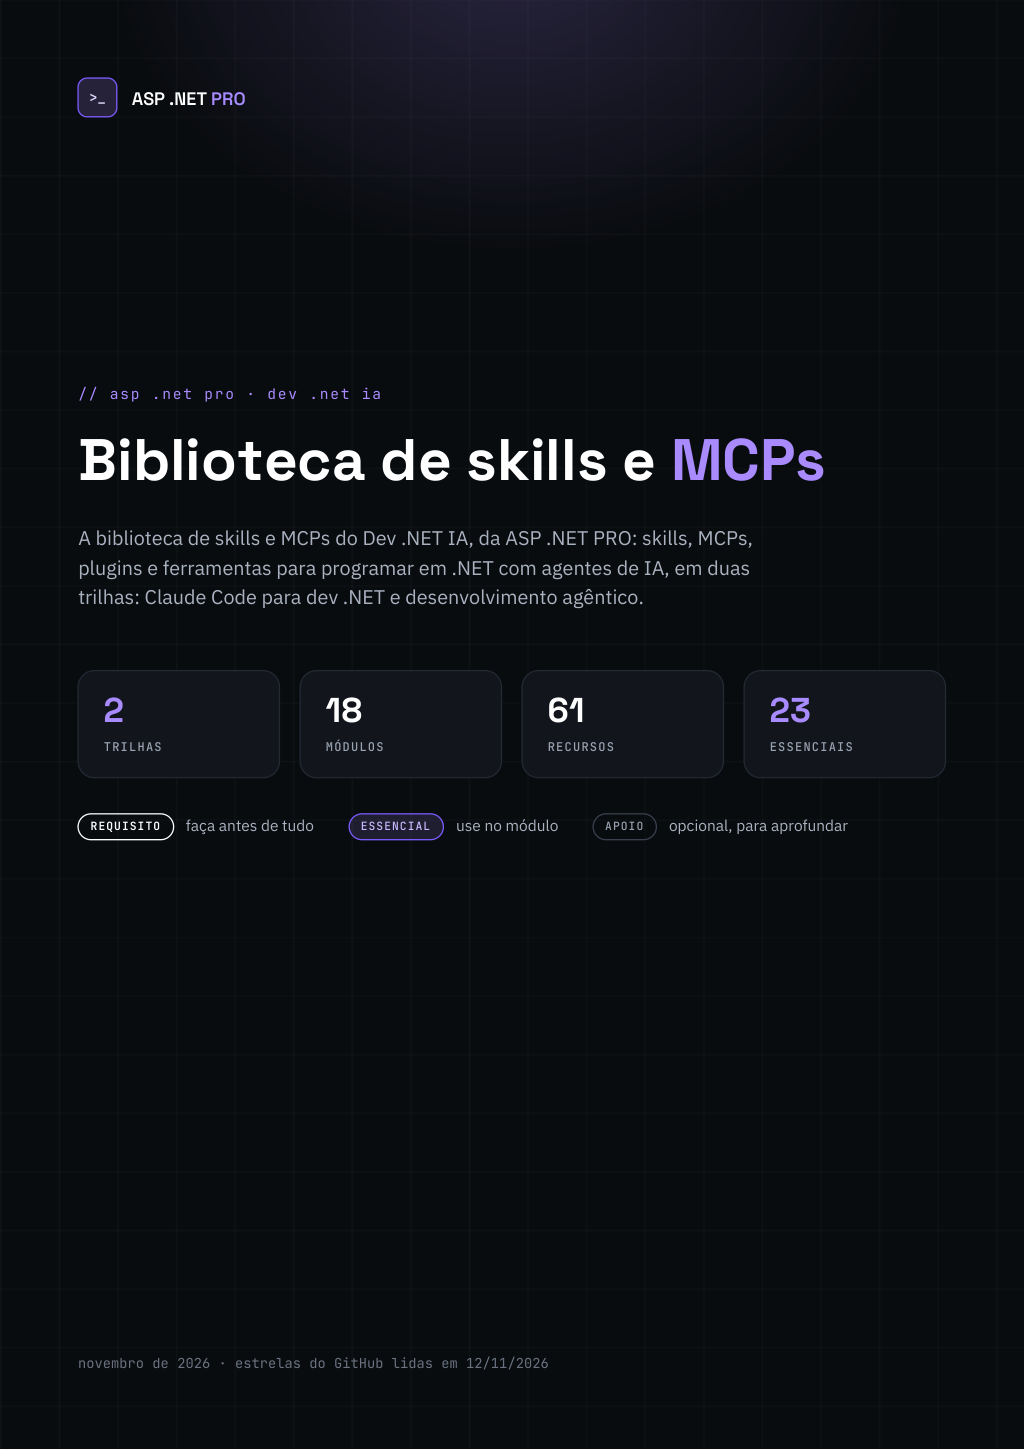 >_ ASP .NET PRO
// asp .net pro · dev .net ia
Biblioteca de skills e MCPs
A biblioteca de skills e MCPs do Dev .NET IA, da ASP .NET PRO: skills, MCPs,
plugins e ferramentas para programar em .NET com agentes de IA, em duas
trilhas: Claude Code para dev .NET e desenvolvimento agêntico.
2
TRILHAS
18
MÓDULOS
61
RECURSOS
23
ESSENCIAIS
REQUISITO faça antes de tudo ESSENCIAL use no módulo APOIO opcional, para aprofundar
novembro de 2026 · estrelas do GitHub lidas em 12/11/2026